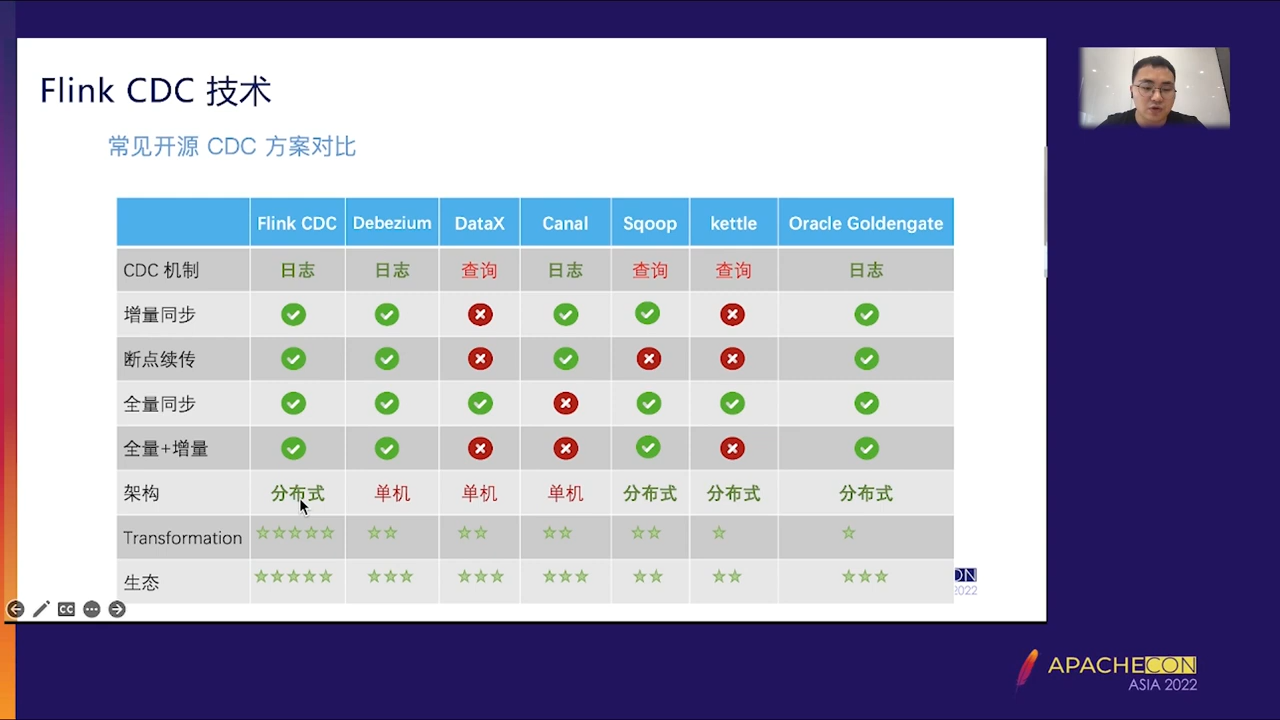 Flink CDC 技术
常见开源 CDC 方案对比
Flink CDC Debezium DataX Canal Sqoop kettle Oracle Goldengate
CDC 机制 日志 日志 查询 日志 查询 查询 日志
增量同步
断点续传
全量同步
全量+增量
架构 分布式 单机 单机 单机 分布式 分布式 分布式
Transformation
生态
ON
2022
CC
APACHECON
ASIA 2022